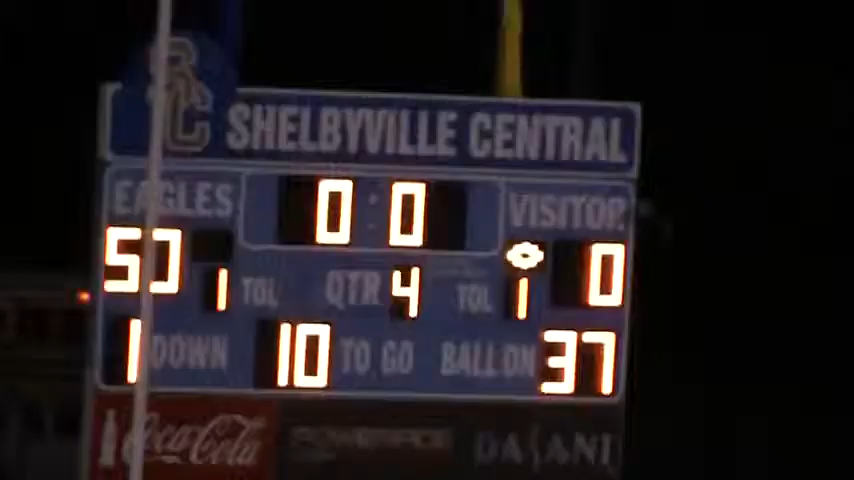 SC
SHELBYVILLE CENTRAL
EAGLES 0:0 VISITOR
50 1 TOL QTR 4 TOL 1 0
1 DOWN 10 TO GO BALL ON 37
Coca-Cola POWERADE DASANI